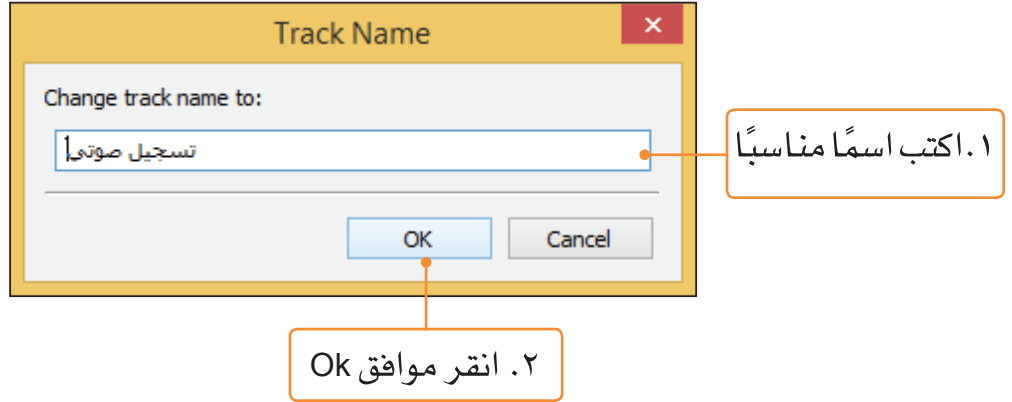 Track Name
Change track name to:
تسجيل صوتي
١. اكتب اسمًا مناسبًا
OK
Cancel
٢. انقر موافق Ok